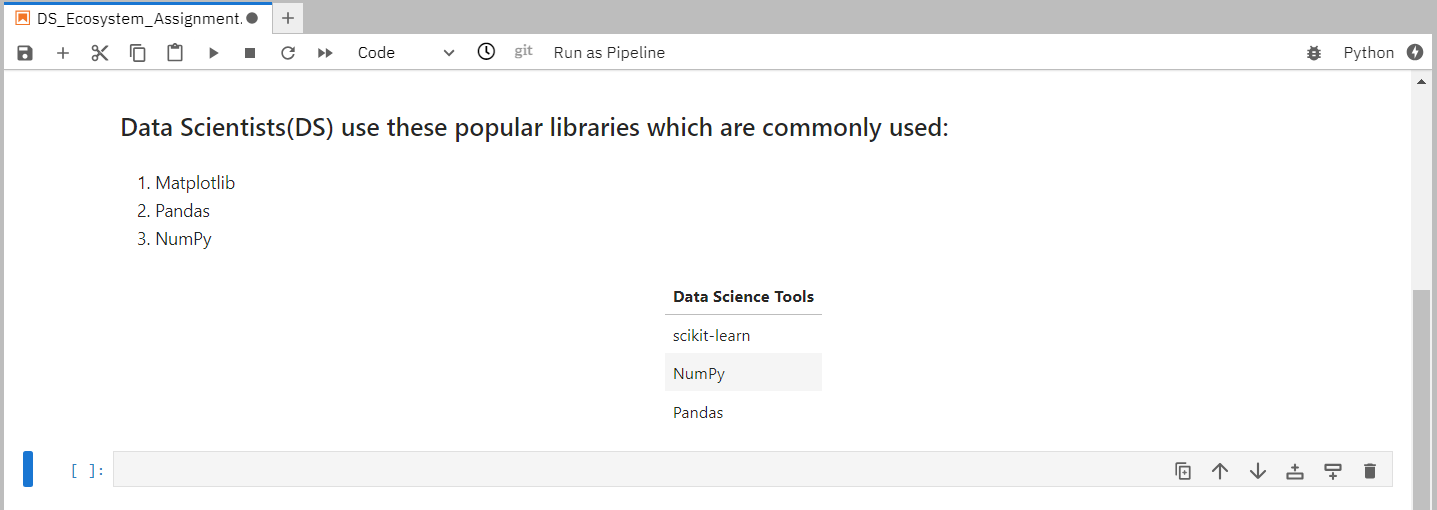 DS_Ecosystem_Assignment.
git
Code
Run as Pipeline
Python
Data Scientists(DS) use these popular libraries which are commonly used:
1. Matplotlib
2. Pandas
3. NumPy
Data Science Tools
scikit-learn
NumPy
Pandas
[ ]: